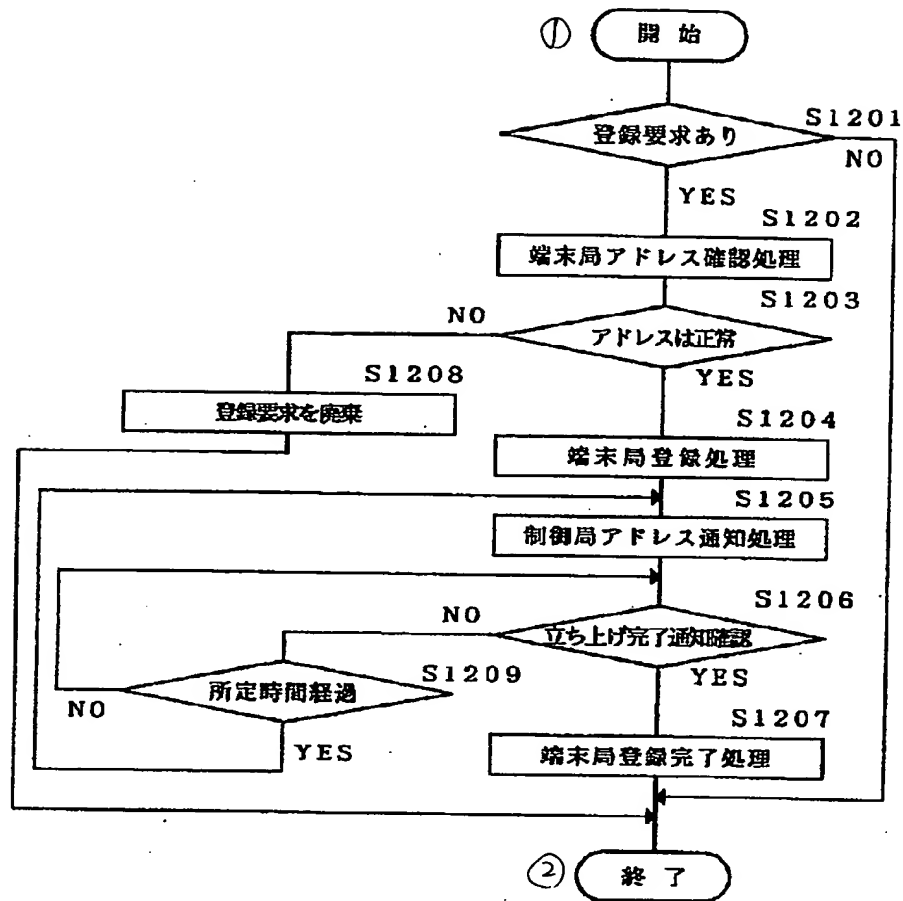 ① 開始
S1201
登録要求あり
NO
YES
S1202
端末局アドレス確認処理
S1203
NO
アドレスは正常
S1208
YES
登録要求を廃棄
S1204
端末局登録処理
S1205
制御局アドレス通知処理
S1206
NO
立ち上げ完了通知確認
S1209
YES
所定時間経過
NO
S1207
YES
端末局登録完了処理
② 終了